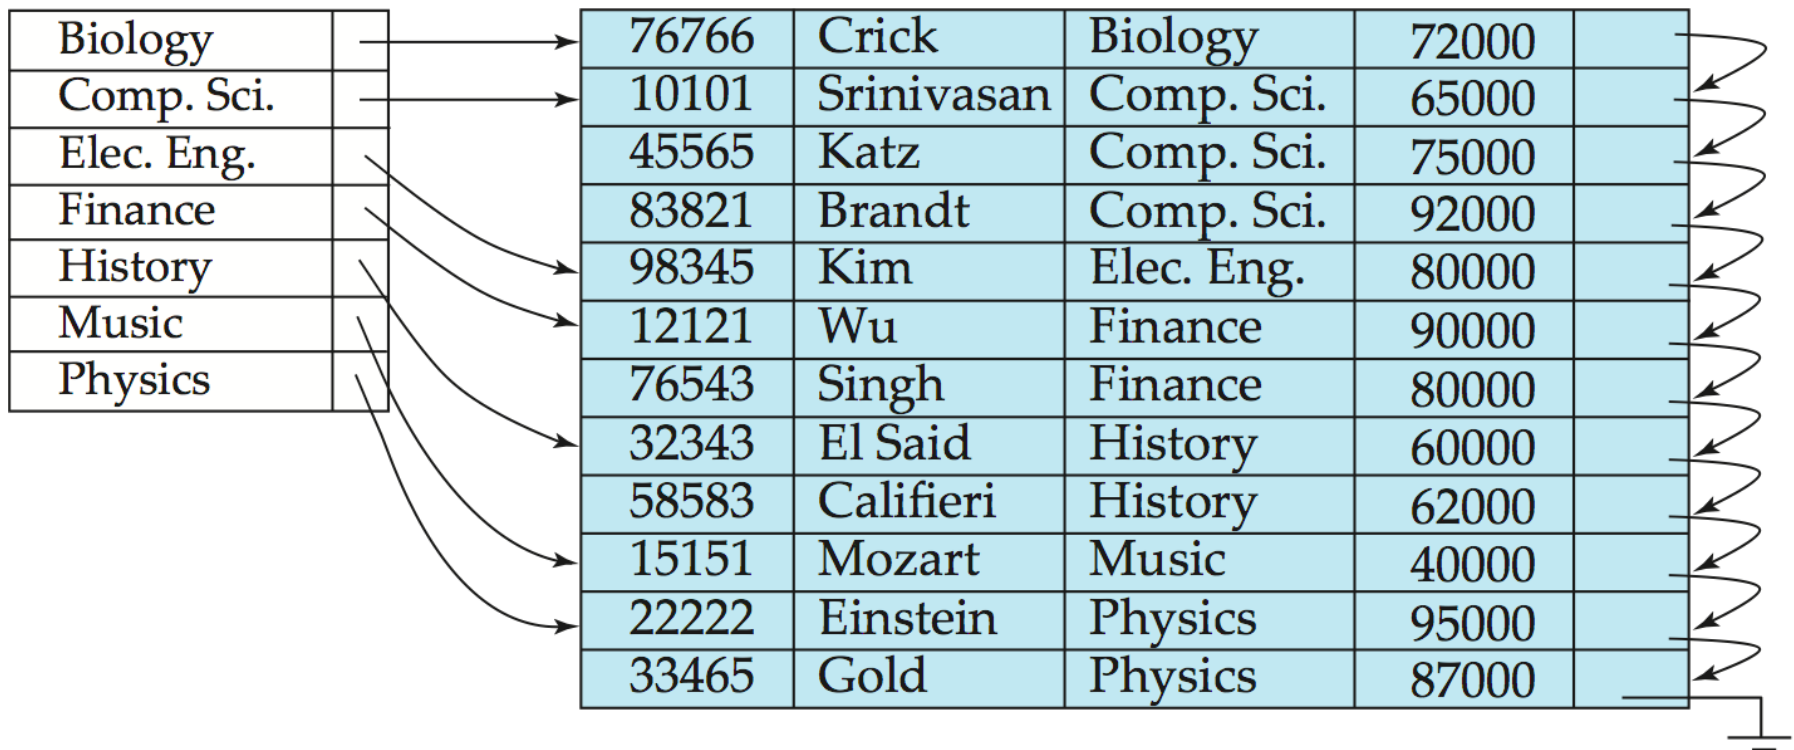 Biology
Comp. Sci.
Elec. Eng.
Finance
History
Music
Physics
76766 Crick Biology 72000
10101 Srinivasan Comp. Sci. 65000
45565 Katz Comp. Sci. 75000
83821 Brandt Comp. Sci. 92000
98345 Kim Elec. Eng. 80000
12121 Wu Finance 90000
76543 Singh Finance 80000
32343 El Said History 60000
58583 Califieri History 62000
15151 Mozart Music 40000
22222 Einstein Physics 95000
33465 Gold Physics 87000